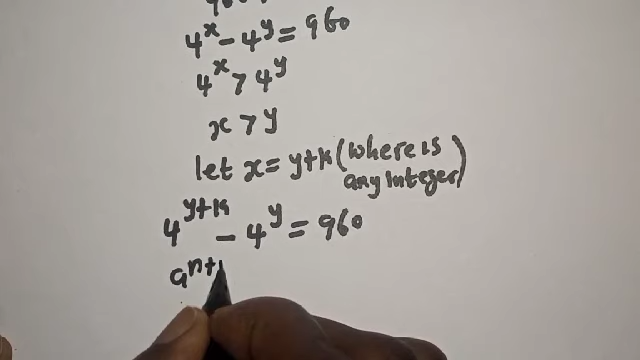 4^x - 4^y = 960
4^x > 4^y
x > y
let x = y+k (where is any integer)
4^{y+k} - 4^y = 960
a^{n+